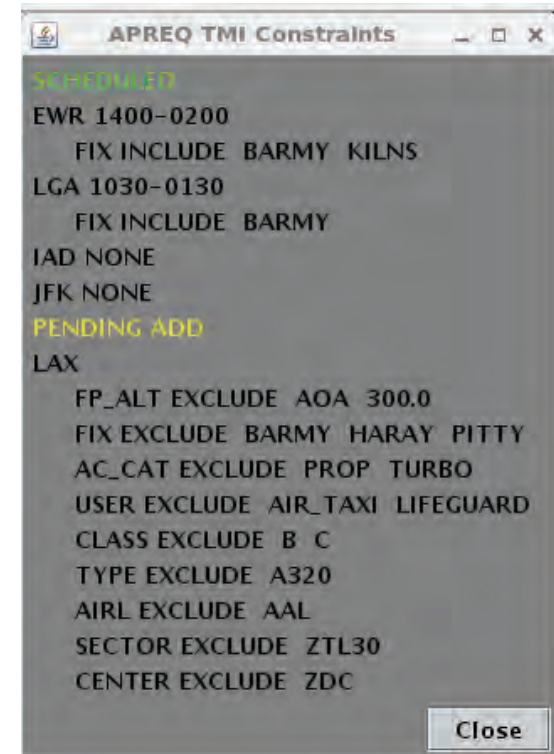 APREQ TMI Constraints
SCHEDULED
EWR 1400-0200
FIX INCLUDE BARMY KILNS
LGA 1030-0130
FIX INCLUDE BARMY
IAD NONE
JFK NONE
PENDING ADD
LAX
FP_ALT EXCLUDE AOA 300.0
FIX EXCLUDE BARMY HARAY PITTY
AC_CAT EXCLUDE PROP TURBO
USER EXCLUDE AIR_TAXI LIFEGUARD
CLASS EXCLUDE B C
TYPE EXCLUDE A320
AIRL EXCLUDE AAL
SECTOR EXCLUDE ZTL30
CENTER EXCLUDE ZDC
Close